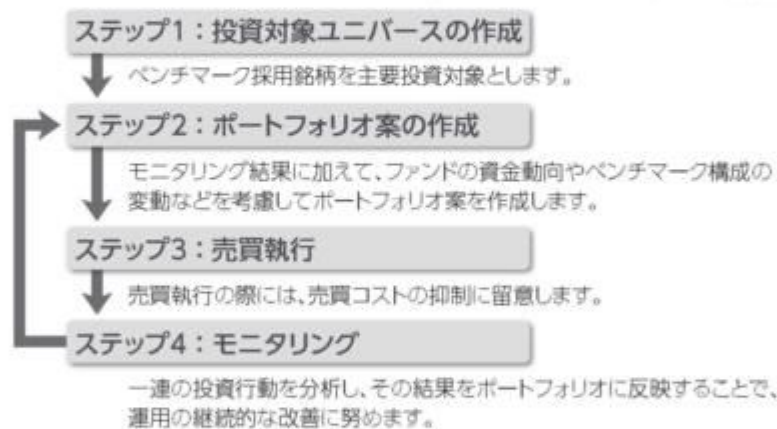 ステップ1：投資対象ユニバースの作成
ベンチマーク採用銘柄を主要投資対象とします。
ステップ2：ポートフォリオ案の作成
モニタリング結果に加えて、ファンドの資金動向やベンチマーク構成の
変動などを考慮してポートフォリオ案を作成します。
ステップ3：売買執行
売買執行の際には、売買コストの抑制に留意します。
ステップ4：モニタリング
一連の投資行動を分析し、その結果をポートフォリオに反映することで、
運用の継続的な改善に努めます。